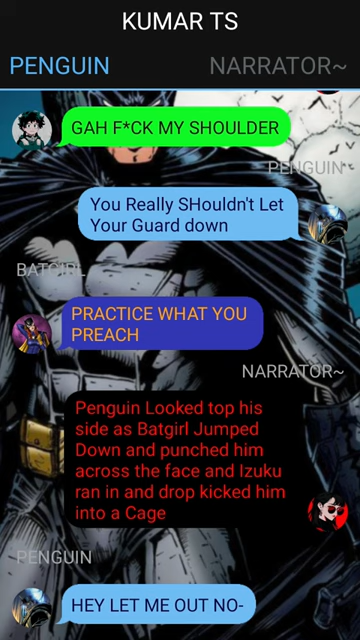 KUMAR TS
PENGUIN
NARRATOR~
GAH F*CK MY SHOULDER
PENGUIN
You Really SHouldn't Let
Your Guard down
BATGIRL
PRACTICE WHAT YOU
PREACH
NARRATOR~
Penguin Looked top his
side as Batgirl Jumped
Down and punched him
across the face and Izuku
ran in and drop kicked him
into a Cage
PENGUIN
HEY LET ME OUT NO-